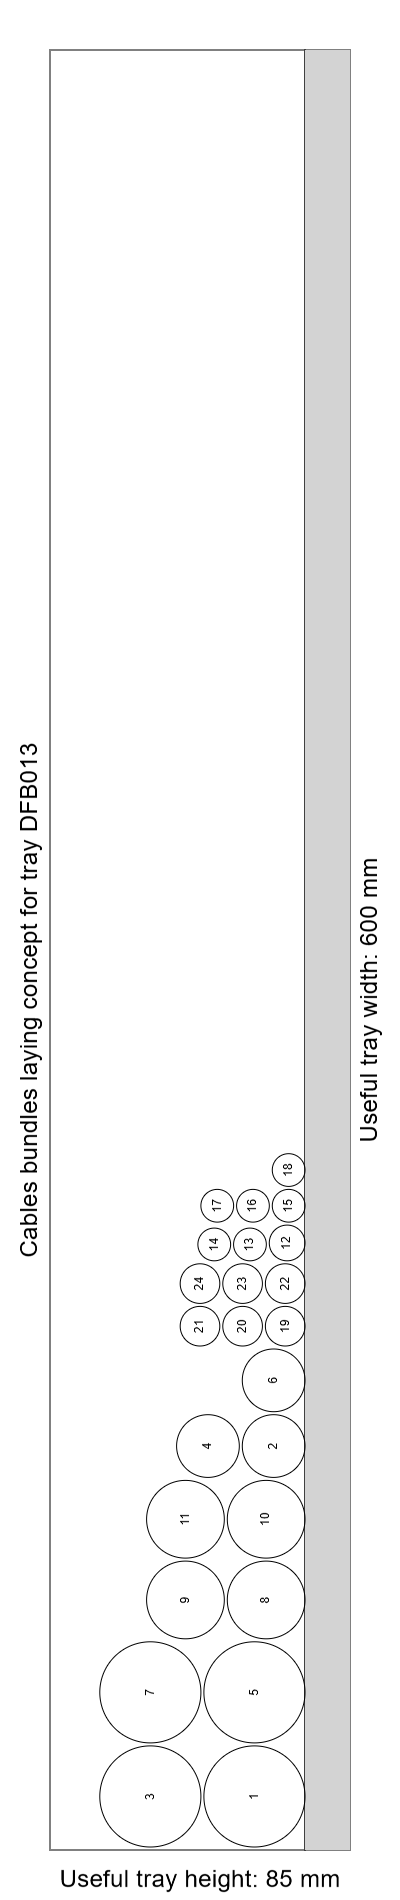 Cables bundles laying concept for tray DFB013
18
17 16 15
14 13 12
24 23 22
21 20 19
6
4 2
11 10
9 8
7 5
3 1
Useful tray width: 600 mm
Useful tray height: 85 mm